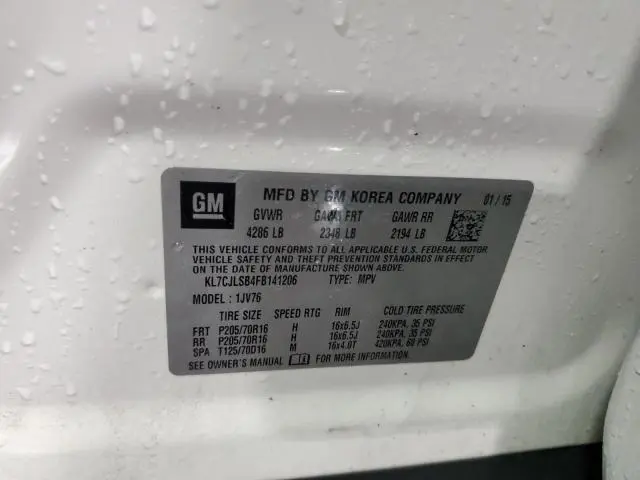 GM
MFD BY GM KOREA COMPANY 01/15
GVWR GAWR FRT GAWR RR
4286 LB 2348 LB 2194 LB
THIS VEHICLE CONFORMS TO ALL APPLICABLE U.S. FEDERAL MOTOR
VEHICLE SAFETY AND THEFT PREVENTION STANDARDS IN EFFECT ON
THE DATE OF MANUFACTURE SHOWN ABOVE.
KL7CJLSB4FB141206 TYPE: MPV
MODEL : 1JV76
TIRE SIZE SPEED RTG RIM COLD TIRE PRESSURE
FRT P205/70R16 H 16x6.5J 240KPA, 35 PSI
RR P205/70R16 H 16x6.5J 240KPA, 35 PSI
SPA T125/70D16 M 16x4.0T 420KPA, 60 PSI
SEE OWNER'S MANUAL FOR MORE INFORMATION.